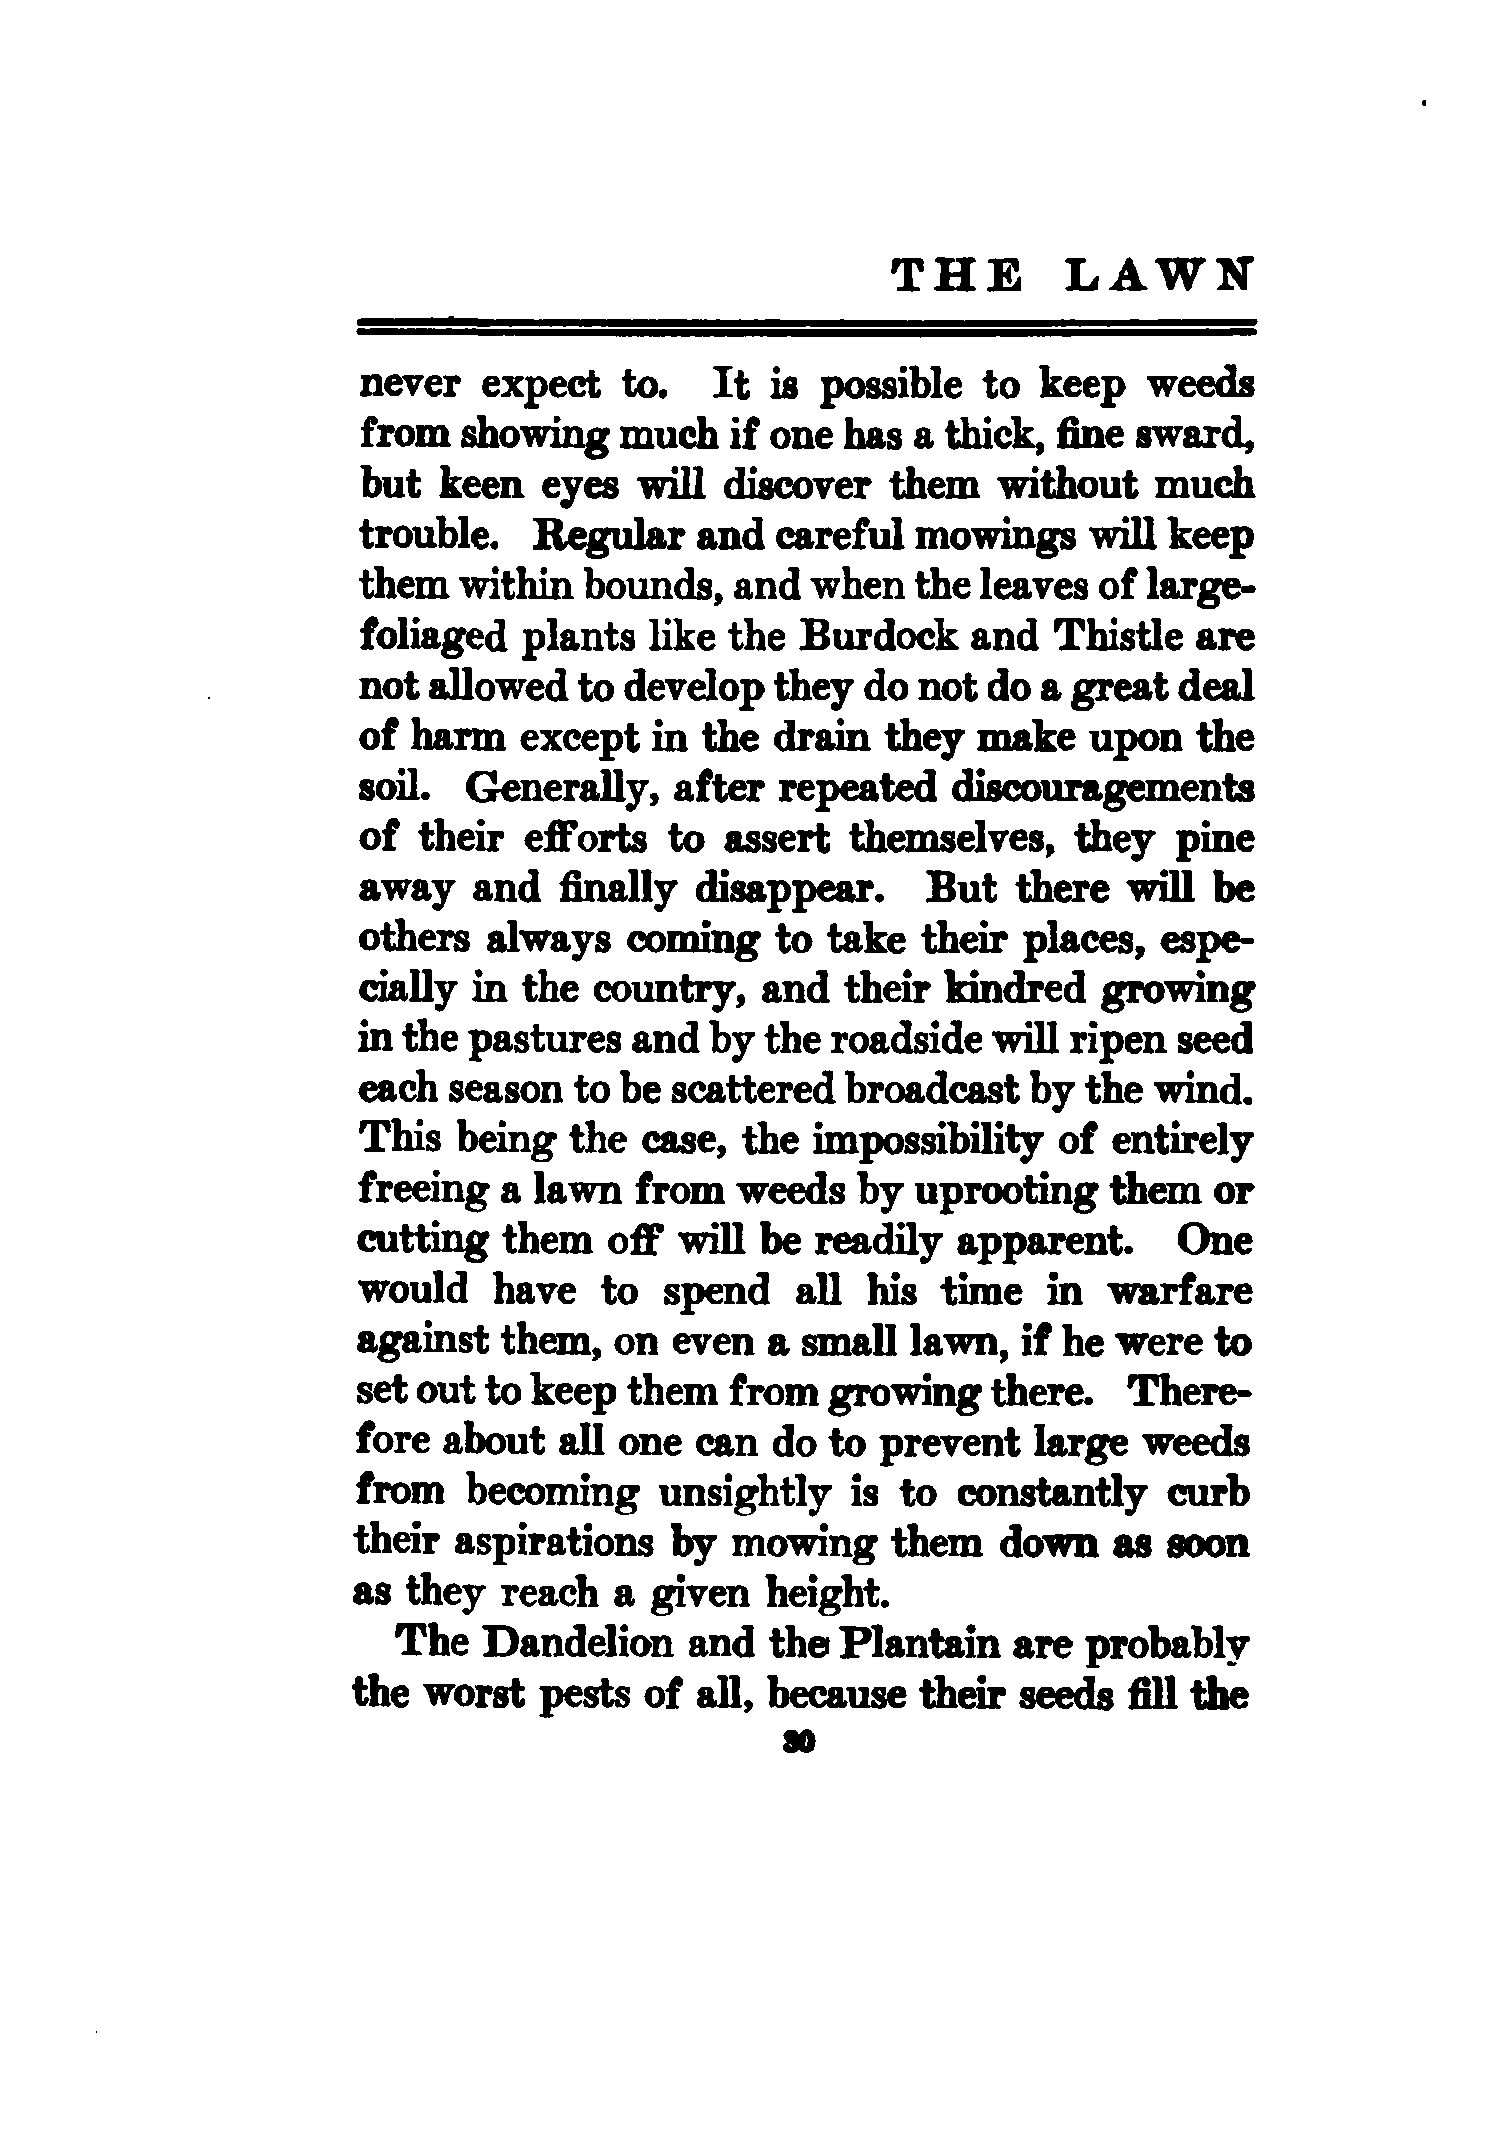 THE LAWN
never expect to. It is possible to keep weeds
from showing much if one has a thick, fine sward,
but keen eyes will discover them without much
trouble. Regular and careful mowings will keep
them within bounds, and when the leaves of large-
foliaged plants like the Burdock and Thistle are
not allowed to develop they do not do a great deal
of harm except in the drain they make upon the
soil. Generally, after repeated discouragements
of their efforts to assert themselves, they pine
away and finally disappear. But there will be
others always coming to take their places, espe-
cially in the country, and their kindred growing
in the pastures and by the roadside will ripen seed
each season to be scattered broadcast by the wind.
This being the case, the impossibility of entirely
freeing a lawn from weeds by uprooting them or
cutting them off will be readily apparent. One
would have to spend all his time in warfare
against them, on even a small lawn, if he were to
set out to keep them from growing there. There-
fore about all one can do to prevent large weeds
from becoming unsightly is to constantly curb
their aspirations by mowing them down as soon
as they reach a given height.
The Dandelion and the Plantain are probably
the worst pests of all, because their seeds fill the
30